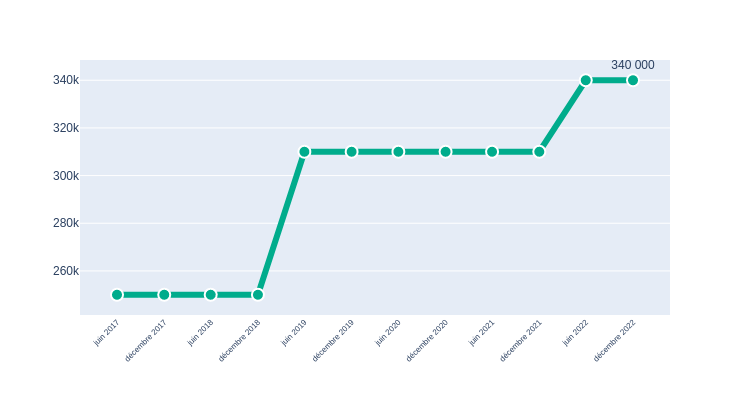 340 000
340k
320k
300k
280k
260k
juin 2017
décembre 2017
juin 2018
décembre 2018
juin 2019
décembre 2019
juin 2020
décembre 2020
juin 2021
décembre 2021
juin 2022
décembre 2022